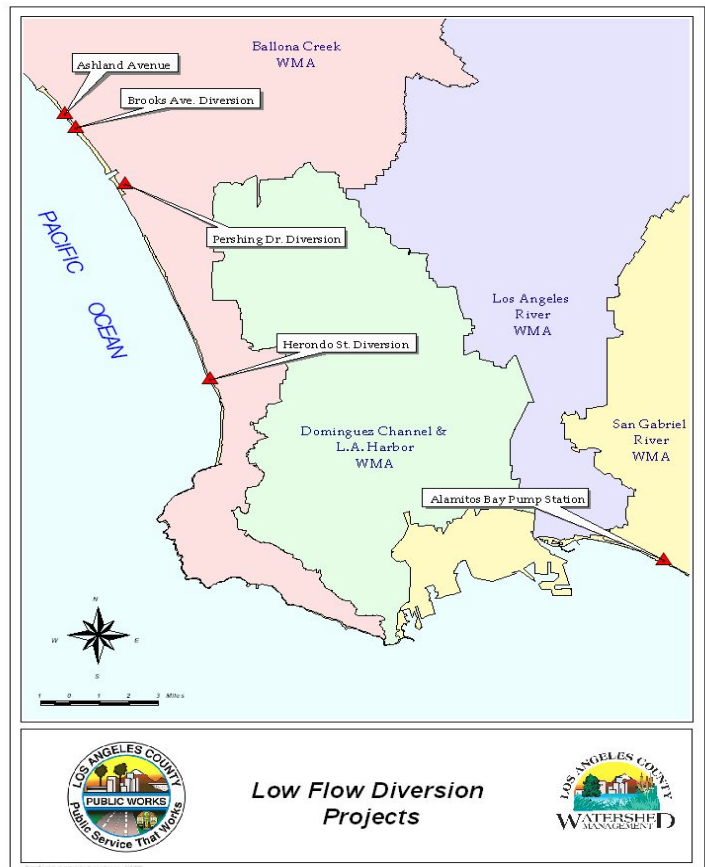 Ballona Creek
WMA
Ashland Avenue
Brooks Ave. Diversion
PACIFIC OCEAN
Pershing Dr. Diversion
Los Angeles
River
WMA
Herondo St. Diversion
Dominguez Channel &
L.A. Harbor
WMA
San Gabriel
River
WMA
Alamitos Bay Pump Station
N
W
E
S
1 0 1 2 3 Miles
LOS ANGELES COUNTY
PUBLIC WORKS
Public Service That Works
Low Flow Diversion
Projects
LOS ANGELES COUNTY
WATERSHED
MANAGEMENT